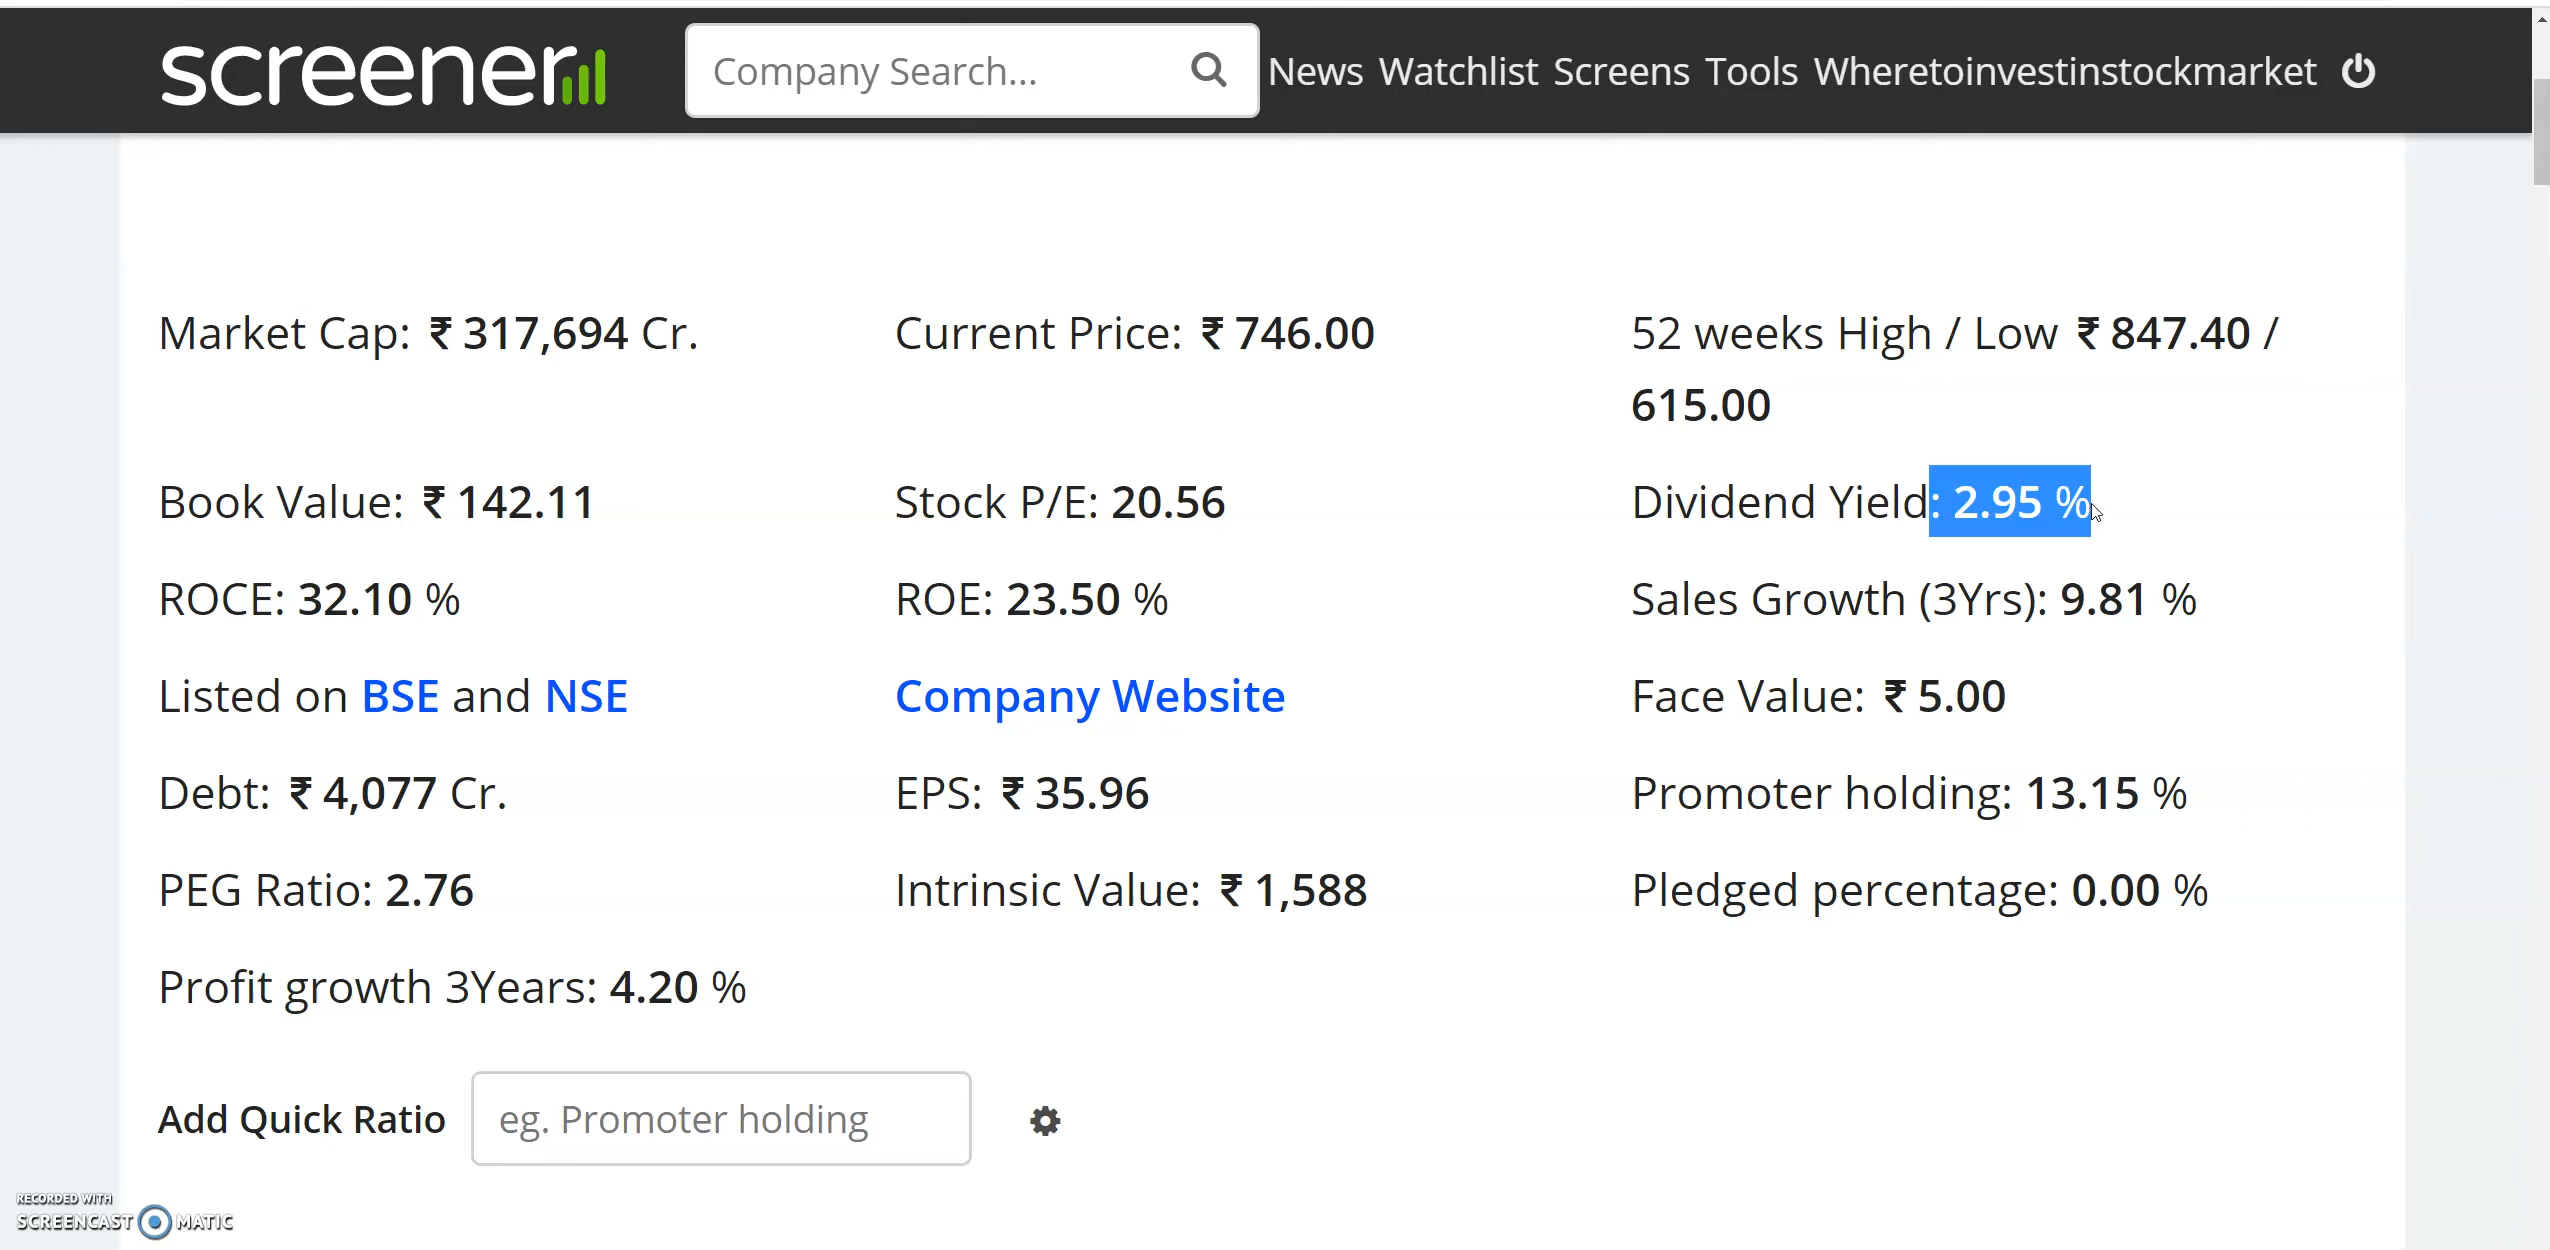 screener
Company Search...
News Watchlist Screens Tools Wheretoinvestinstockmarket
Market Cap: ₹ 317,694 Cr.
Current Price: ₹ 746.00
52 weeks High / Low ₹ 847.40 /
615.00
Book Value: ₹ 142.11
Stock P/E: 20.56
Dividend Yield: 2.95 %
ROCE: 32.10 %
ROE: 23.50 %
Sales Growth (3Yrs): 9.81 %
Listed on BSE and NSE
Company Website
Face Value: ₹ 5.00
Debt: ₹ 4,077 Cr.
EPS: ₹ 35.96
Promoter holding: 13.15 %
PEG Ratio: 2.76
Intrinsic Value: ₹ 1,588
Pledged percentage: 0.00 %
Profit growth 3Years: 4.20 %
Add Quick Ratio
eg. Promoter holding
RECORDED WITH
SCREENCAST MATIC